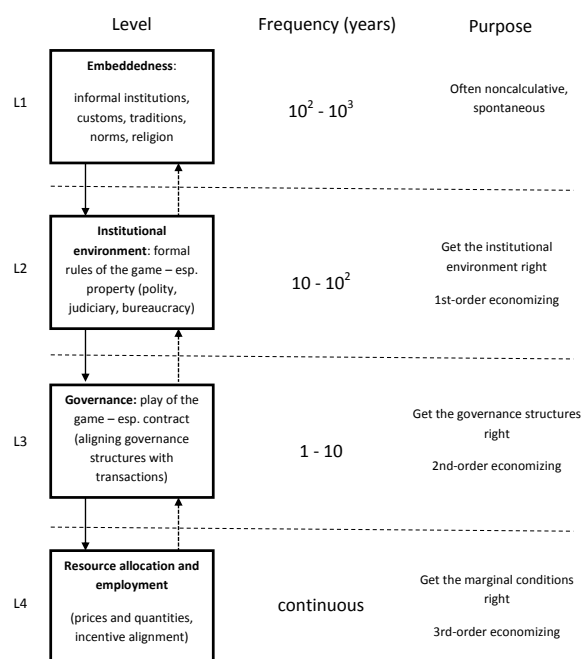 Level Frequency (years) Purpose
L1
Embeddedness:
informal institutions,
customs, traditions,
norms, religion
10² - 10³
Often noncalculative,
spontaneous
L2
Institutional
environment: formal
rules of the game – esp.
property (polity,
judiciary, bureaucracy)
10 - 10²
Get the institutional
environment right
1st-order economizing
L3
Governance: play of the
game – esp. contract
(aligning governance
structures with
transactions)
1 - 10
Get the governance structures
right
2nd-order economizing
L4
Resource allocation and
employment
(prices and quantities,
incentive alignment)
continuous
Get the marginal conditions
right
3rd-order economizing